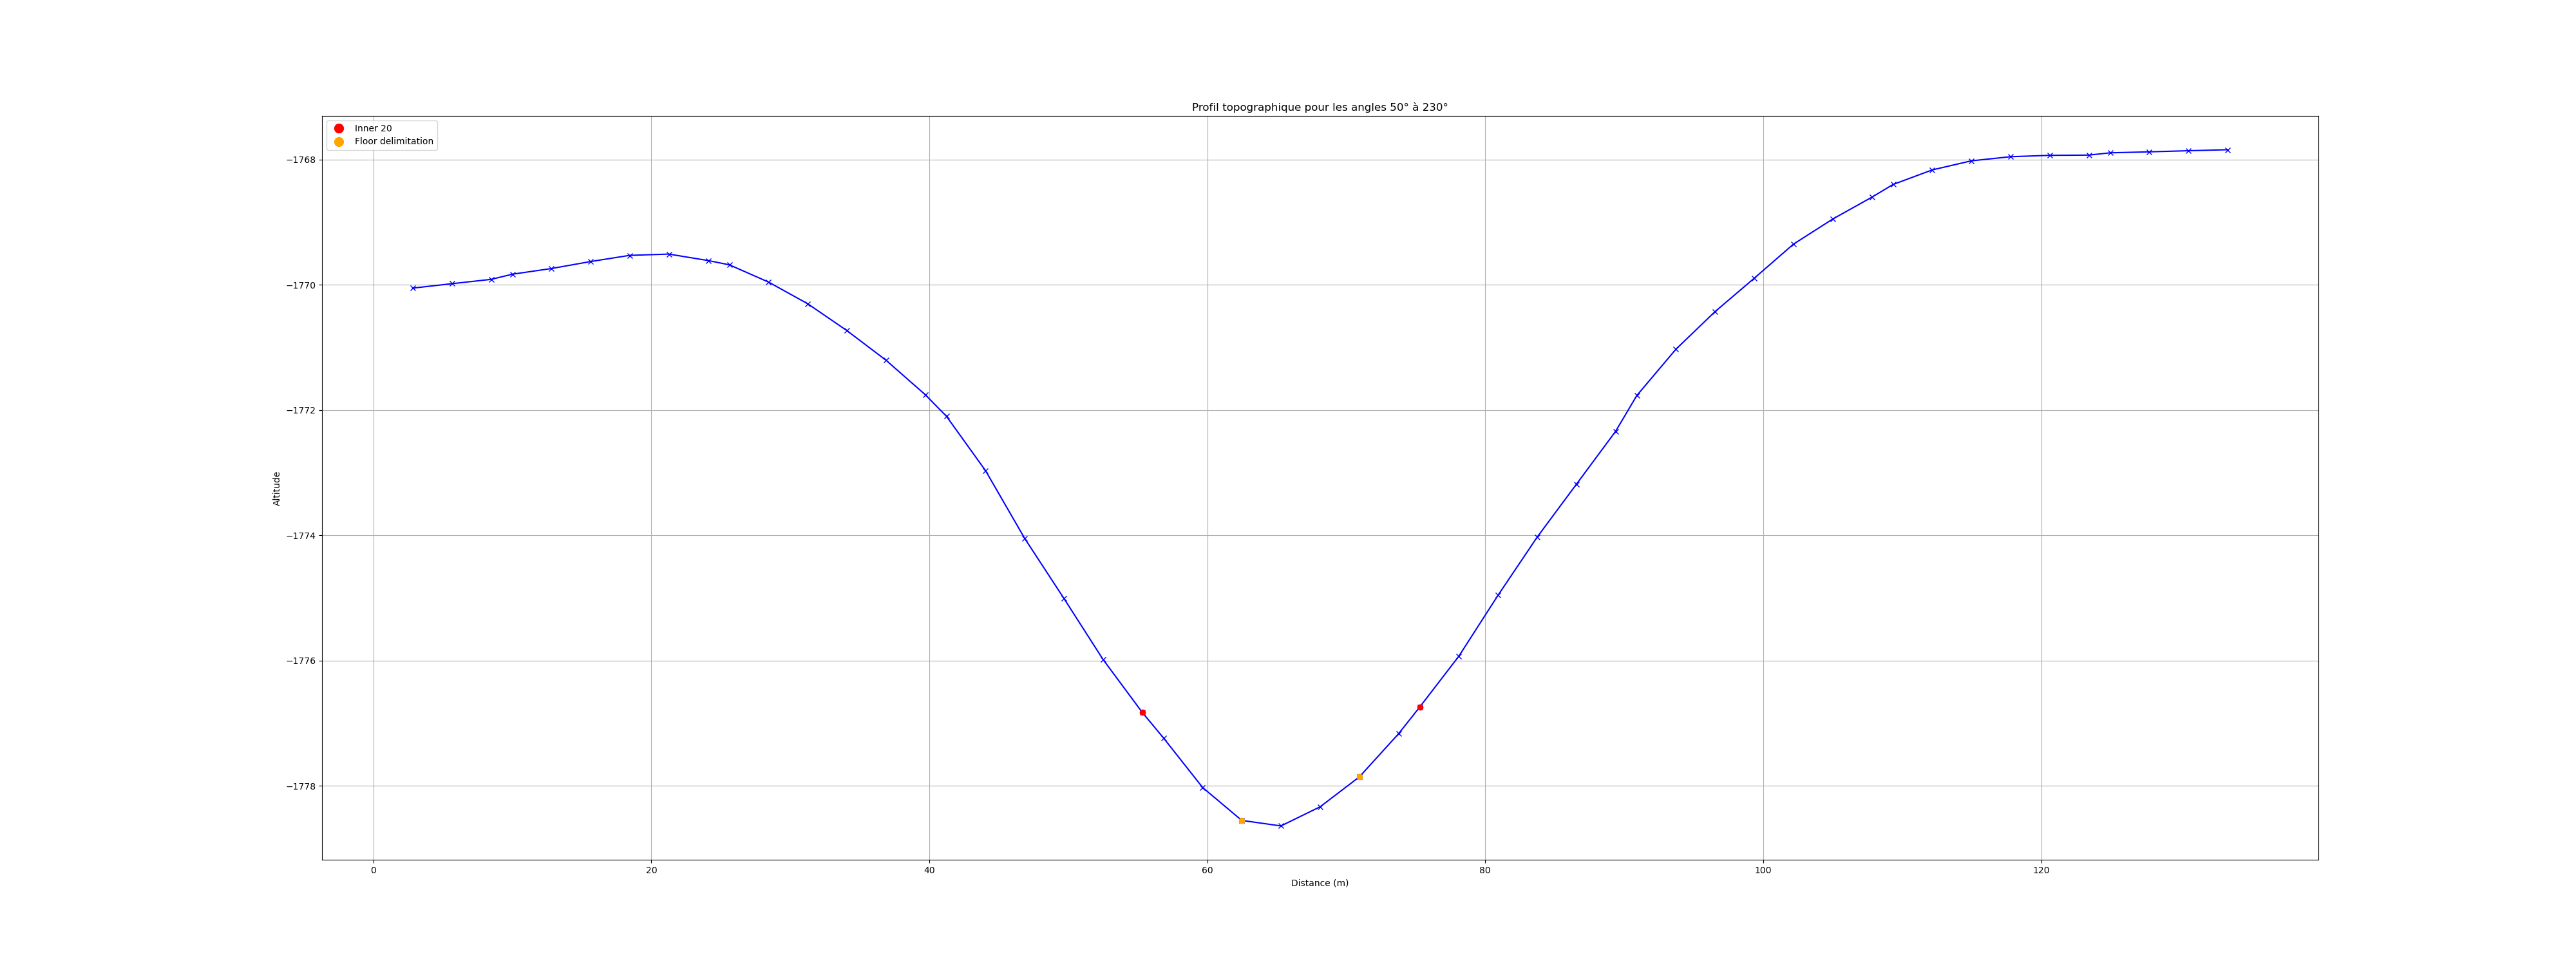 Profil topographique pour les angles 50° à 230°
Inner 20
Floor delimitation
−1768
−1770
−1772
−1774
−1776
−1778
Altitude
0
20
40
60
80
100
120
Distance (m)